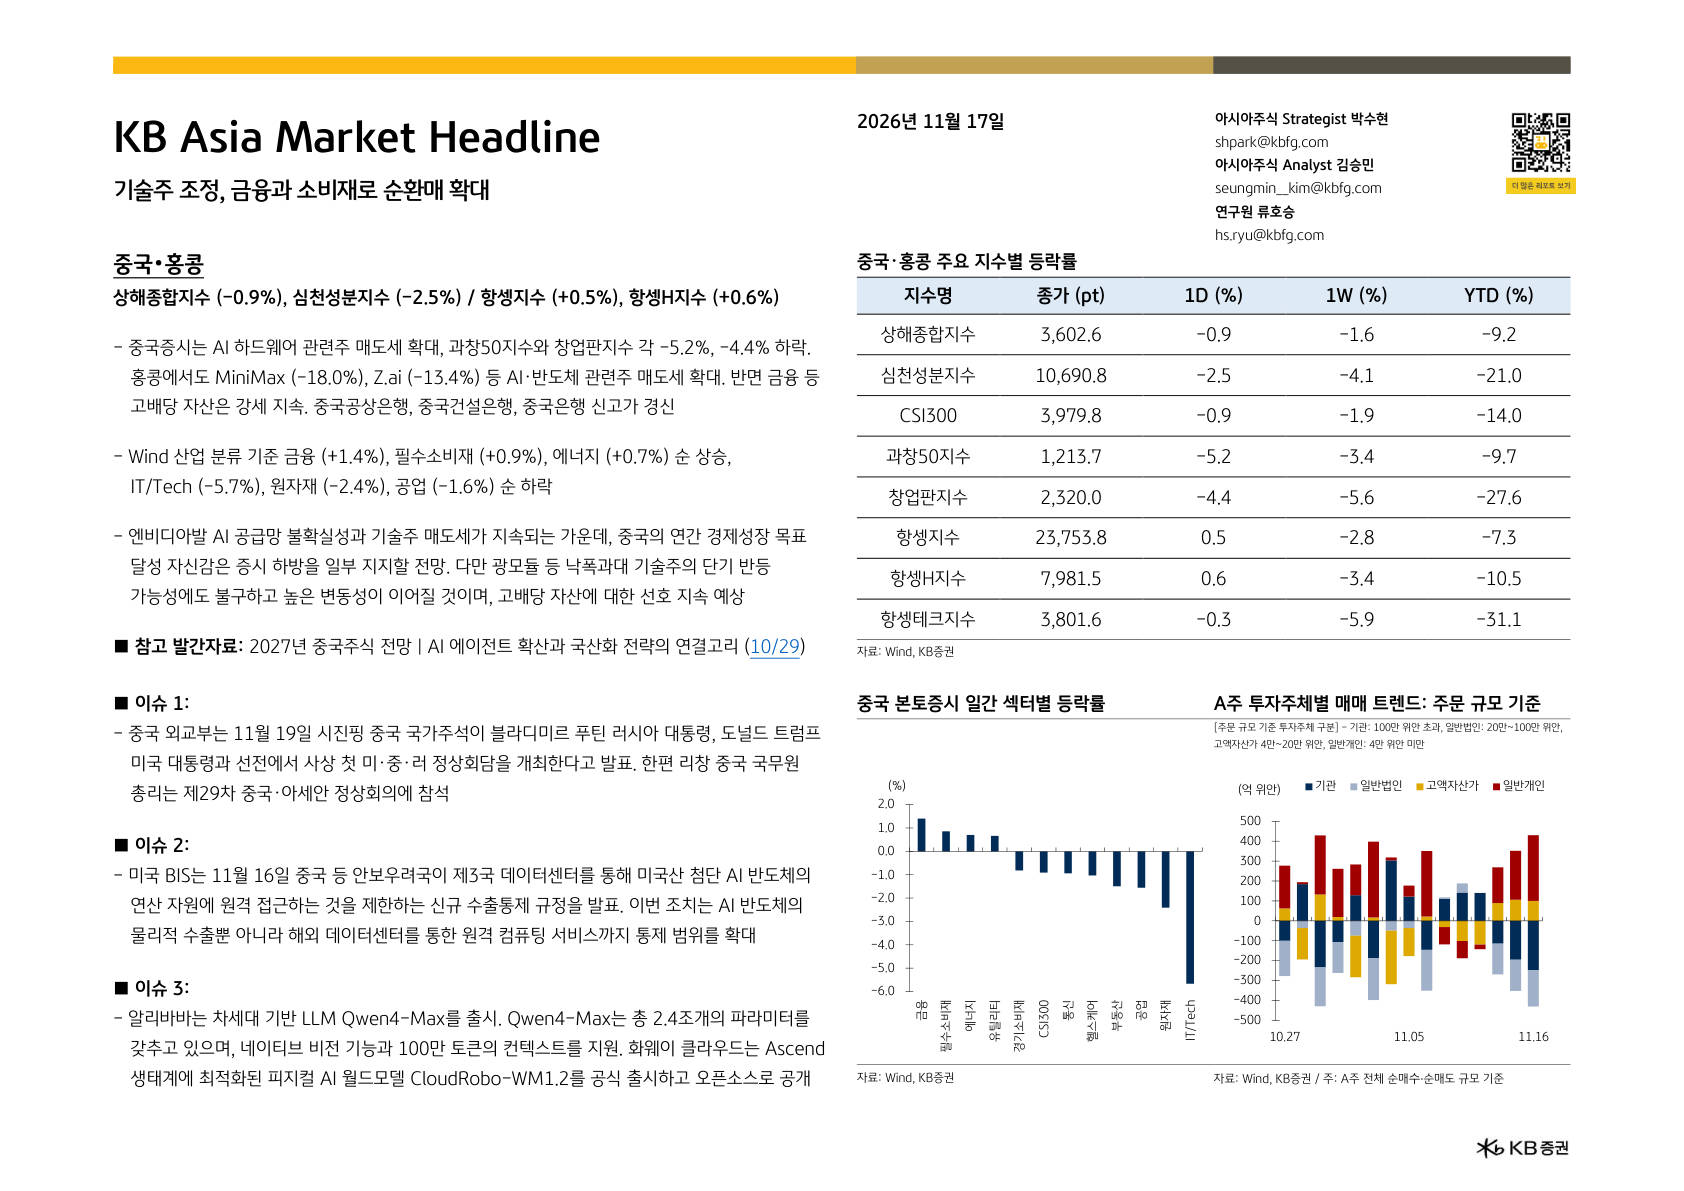 KB Asia Market Headline
기술주 조정, 금융과 소비재로 순환매 확대
2026년 11월 17일
아시아주식 Strategist 박수현
shpark@kbfg.com
아시아주식 Analyst 김승민
seungmin_kim@kbfg.com
연구원 류호승
hs.ryu@kbfg.com
더 많은 리포트 보기
중국•홍콩
상해종합지수 (-0.9%), 심천성분지수 (-2.5%) / 항셍지수 (+0.5%), 항셍H지수 (+0.6%)
- 중국증시는 AI 하드웨어 관련주 매도세 확대, 과창50지수와 창업판지수 각 -5.2%, -4.4% 하락.
홍콩에서도 MiniMax (-18.0%), Z.ai (-13.4%) 등 AI·반도체 관련주 매도세 확대. 반면 금융 등
고배당 자산은 강세 지속. 중국공상은행, 중국건설은행, 중국은행 신고가 경신
- Wind 산업 분류 기준 금융 (+1.4%), 필수소비재 (+0.9%), 에너지 (+0.7%) 순 상승,
IT/Tech (-5.7%), 원자재 (-2.4%), 공업 (-1.6%) 순 하락
- 엔비디아발 AI 공급망 불확실성과 기술주 매도세가 지속되는 가운데, 중국의 연간 경제성장 목표
달성 자신감은 증시 하방을 일부 지지할 전망. 다만 광모듈 등 낙폭과대 기술주의 단기 반등
가능성에도 불구하고 높은 변동성이 이어질 것이며, 고배당 자산에 대한 선호 지속 예상
■ 참고 발간자료: 2027년 중국주식 전망 | AI 에이전트 확산과 국산화 전략의 연결고리 (10/29)
■ 이슈 1:
- 중국 외교부는 11월 19일 시진핑 중국 국가주석이 블라디미르 푸틴 러시아 대통령, 도널드 트럼프
미국 대통령과 선전에서 사상 첫 미·중·러 정상회담을 개최한다고 발표. 한편 리창 중국 국무원
총리는 제29차 중국·아세안 정상회의에 참석
■ 이슈 2:
- 미국 BIS는 11월 16일 중국 등 안보우려국이 제3국 데이터센터를 통해 미국산 첨단 AI 반도체의
연산 자원에 원격 접근하는 것을 제한하는 신규 수출통제 규정을 발표. 이번 조치는 AI 반도체의
물리적 수출뿐 아니라 해외 데이터센터를 통한 원격 컴퓨팅 서비스까지 통제 범위를 확대
■ 이슈 3:
- 알리바바는 차세대 기반 LLM Qwen4-Max를 출시. Qwen4-Max는 총 2.4조개의 파라미터를
갖추고 있으며, 네이티브 비전 기능과 100만 토큰의 컨텍스트를 지원. 화웨이 클라우드는 Ascend
생태계에 최적화된 피지컬 AI 월드모델 CloudRobo-WM1.2를 공식 출시하고 오픈소스로 공개
중국·홍콩 주요 지수별 등락률
지수명 종가 (pt) 1D (%) 1W (%) YTD (%)
상해종합지수 3,602.6 -0.9 -1.6 -9.2
심천성분지수 10,690.8 -2.5 -4.1 -21.0
CSI300 3,979.8 -0.9 -1.9 -14.0
과창50지수 1,213.7 -5.2 -3.4 -9.7
창업판지수 2,320.0 -4.4 -5.6 -27.6
항셍지수 23,753.8 0.5 -2.8 -7.3
항셍H지수 7,981.5 0.6 -3.4 -10.5
항셍테크지수 3,801.6 -0.3 -5.9 -31.1
자료: Wind, KB증권
중국 본토증시 일간 섹터별 등락률
(%)
2.0
1.0
0.0
-1.0
-2.0
-3.0
-4.0
-5.0
-6.0
금융 필수소비재 에너지 유틸리티 경기소비재 CSI300 통신 헬스케어 부동산 공업 원자재 IT/Tech
자료: Wind, KB증권
A주 투자주체별 매매 트렌드: 주문 규모 기준
[주문 규모 기준 투자주체 구분] - 기관: 100만 위안 초과, 일반법인: 20만~100만 위안,
고액자산가 4만~20만 위안, 일반개인: 4만 위안 미만
(억 위안) 기관 일반법인 고액자산가 일반개인
500
400
300
200
100
0
-100
-200
-300
-400
-500
10.27 11.05 11.16
자료: Wind, KB증권 / 주: A주 전체 순매수·순매도 규모 기준
KB증권